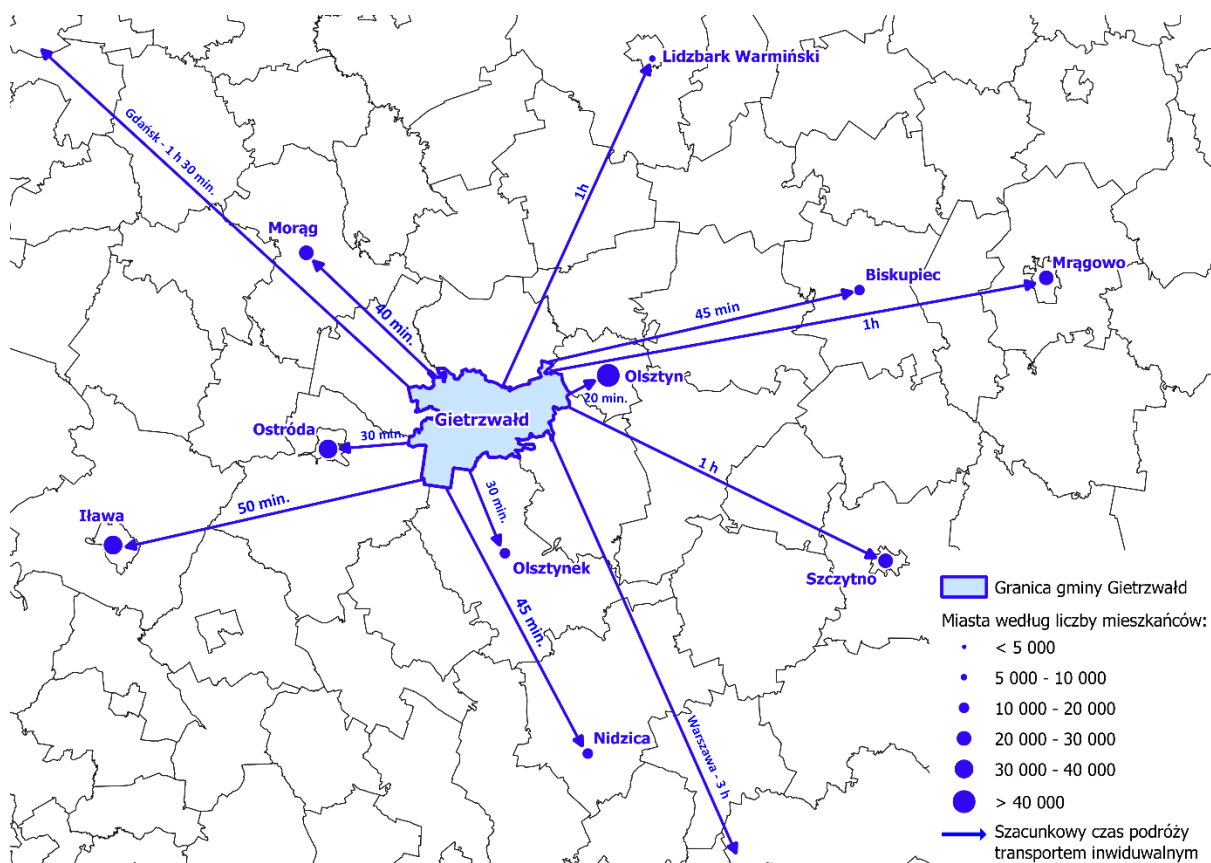 Lidzbark Warmiński
Gdańsk - 1 h 30 min.
1h
Morąg
Biskupiec
Mrągowo
40 min.
45 min
1h
Olsztyn
20 min.
Gietrzwałd
Ostróda
30 min.
1 h
50 min.
30 min.
Iława
Olsztynek
Szczytno
45 min.
Nidzica
Warszawa - 3 h
Granica gminy Gietrzwałd
Miasta według liczby mieszkańców:
< 5 000
5 000 - 10 000
10 000 - 20 000
20 000 - 30 000
30 000 - 40 000
> 40 000
Szacunkowy czas podróży
transportem inwiduwalnym